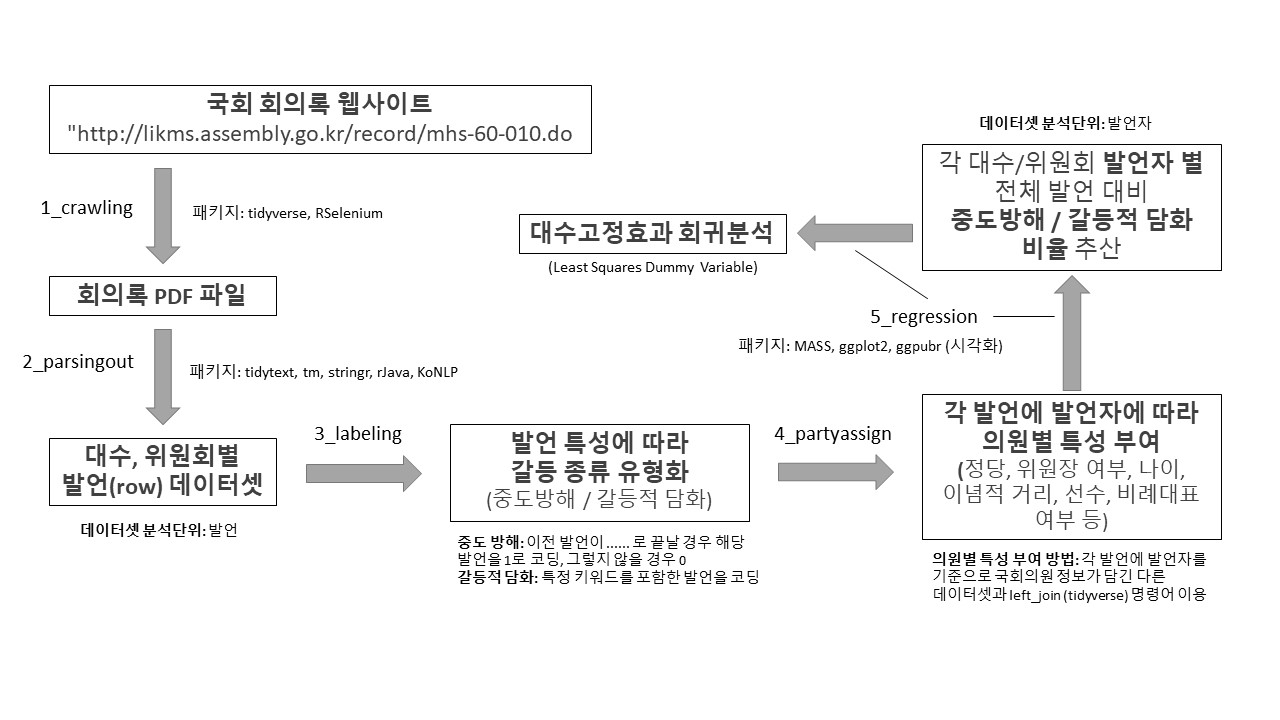 국회 회의록 웹사이트
"http://likms.assembly.go.kr/record/mhs-60-010.do
1_crawling
패키지: tidyverse, RSelenium
회의록 PDF 파일
2_parsingout
패키지: tidytext, tm, stringr, rJava, KoNLP
대수, 위원회별
발언(row) 데이터셋
데이터셋 분석단위: 발언
3_labeling
발언 특성에 따라
갈등 종류 유형화
(중도방해 / 갈등적 담화)
중도 방해: 이전 발언이 …… 로 끝날 경우 해당
발언을 1로 코딩, 그렇지 않을 경우 0
갈등적 담화: 특정 키워드를 포함한 발언을 코딩
4_partyassign
각 발언에 발언자에 따라
의원별 특성 부여
(정당, 위원장 여부, 나이,
이념적 거리, 선수, 비례대표
여부 등)
의원별 특성 부여 방법: 각 발언에 발언자를
기준으로 국회의원 정보가 담긴 다른
데이터셋과 left_join (tidyverse) 명령어 이용
5_regression
패키지: MASS, ggplot2, ggpubr (시각화)
데이터셋 분석단위: 발언자
각 대수/위원회 발언자 별
전체 발언 대비
중도방해 / 갈등적 담화
비율 추산
대수고정효과 회귀분석
(Least Squares Dummy Variable)